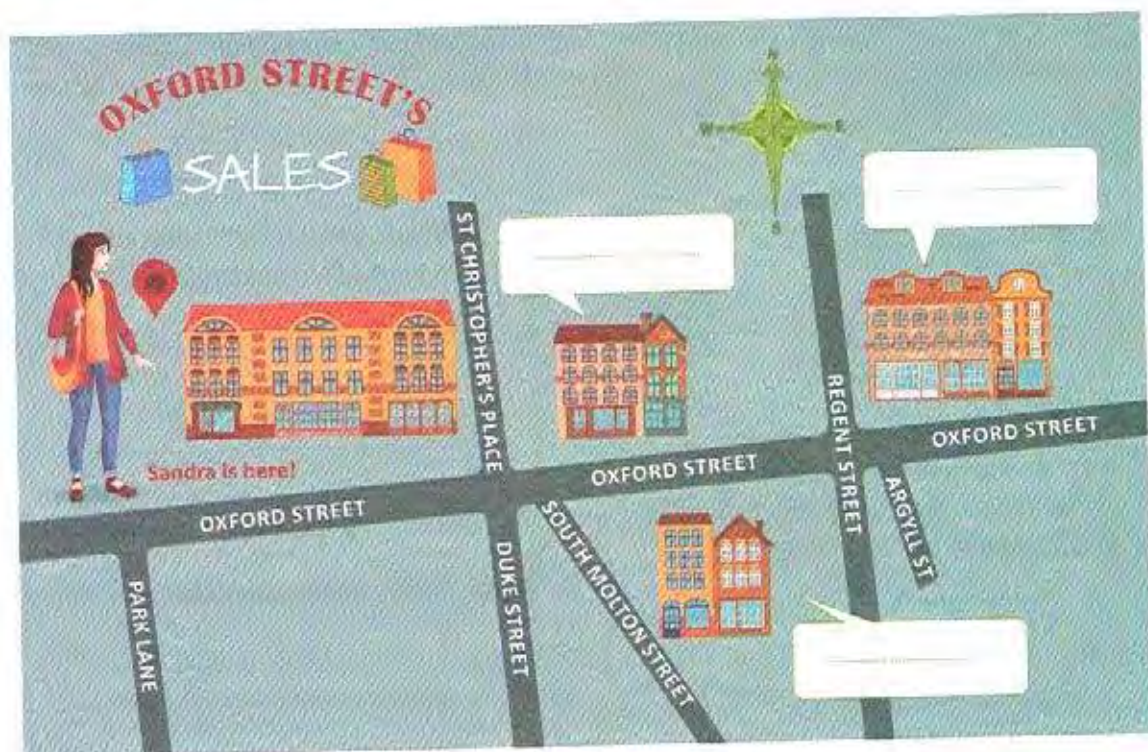 OXFORD STREET'S
SALES
ST CHRISTOPHER'S PLACE
Sandra is here!
OXFORD STREET
OXFORD STREET
OXFORD STREET
REGENT STREET
ARGYLL ST
PARK LANE
DUKE STREET
SOUTH MOLTON STREET